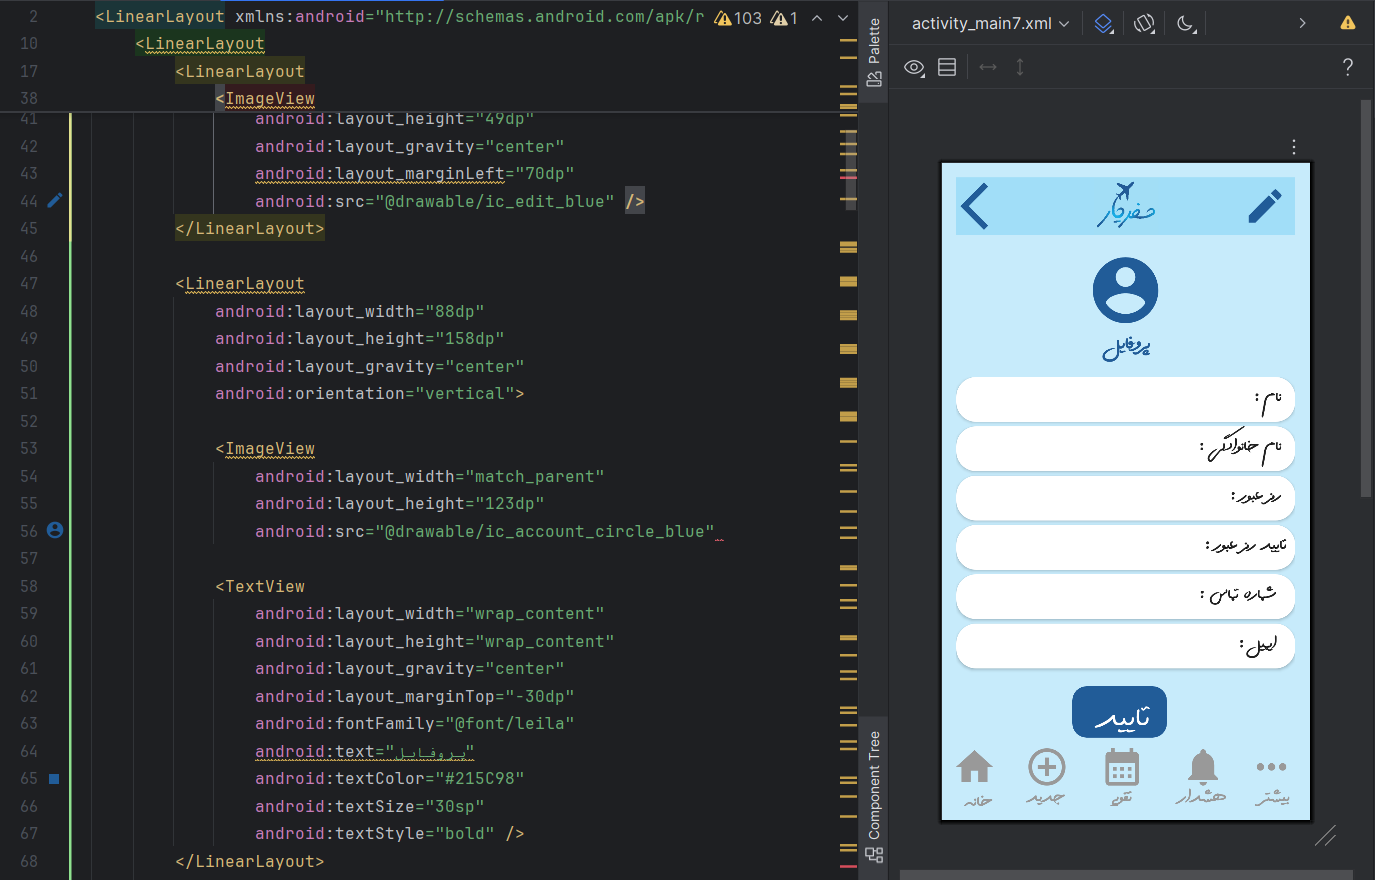 2 <LinearLayout xmlns:android="http://schemas.android.com/apk/r 103 1
10 <LinearLayout
17 <LinearLayout
38 <ImageView
41 android:layout_height="49dp"
42 android:layout_gravity="center"
43 android:layout_marginLeft="70dp"
44 android:src="@drawable/ic_edit_blue" />
45 </LinearLayout>
46
47 <LinearLayout
48 android:layout_width="88dp"
49 android:layout_height="158dp"
50 android:layout_gravity="center"
51 android:orientation="vertical">
52
53 <ImageView
54 android:layout_width="match_parent"
55 android:layout_height="123dp"
56 android:src="@drawable/ic_account_circle_blue"
57
58 <TextView
59 android:layout_width="wrap_content"
60 android:layout_height="wrap_content"
61 android:layout_gravity="center"
62 android:layout_marginTop="-30dp"
63 android:fontFamily="@font/leila"
64 android:text="پروفایل"
65 android:textColor="#215C98"
66 android:textSize="30sp"
67 android:textStyle="bold" />
68 </LinearLayout>
Palette
Component Tree
activity_main7.xml
?
سفریار
پروفایل
نام :
نام خانوادگی :
رمز عبور:
تایید رمز عبور:
شماره تماس :
ایمیل:
تایید
بیشتر هشدار تقویم جدید خانه